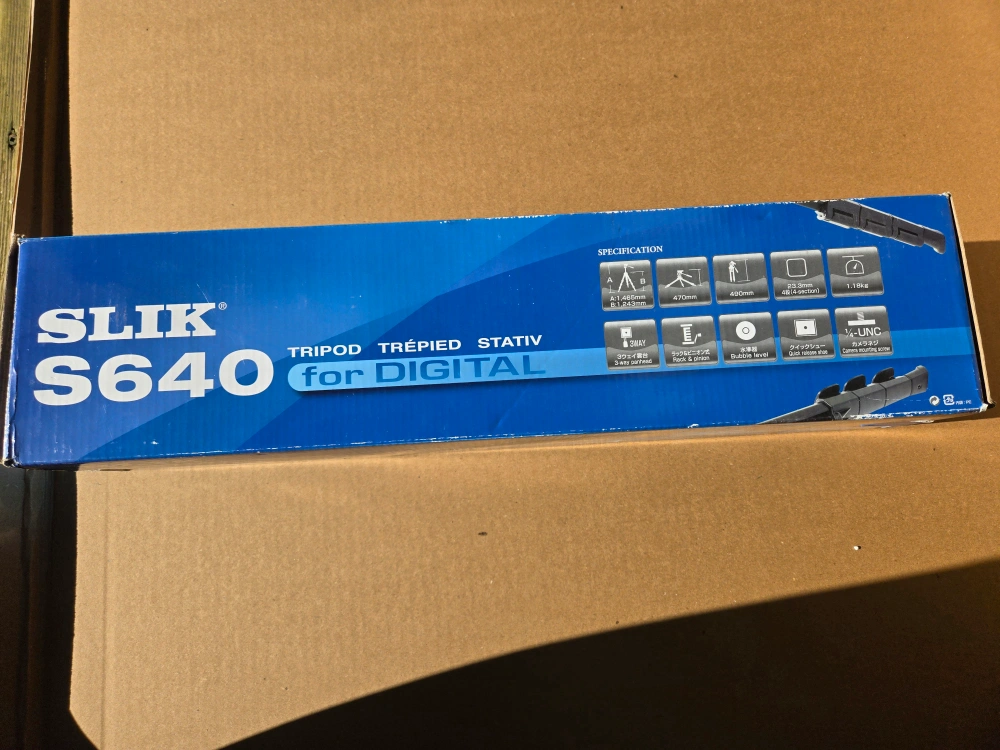 SLIK®
S640
TRIPOD TRÉPIED STATIV
for DIGITAL
SPECIFICATION
A B
A:1,465mm
B:1,243mm
470mm
490mm
23.3mm
4段(4-section)
1.18kg
3WAY
3ウェイ雲台
3-way panhead
ラック&ピニオン式
Rack & pinion
水準器
Bubble level
クイックシュー
Quick release shoe
¼-UNC
カメラネジ
Camera mounting screw